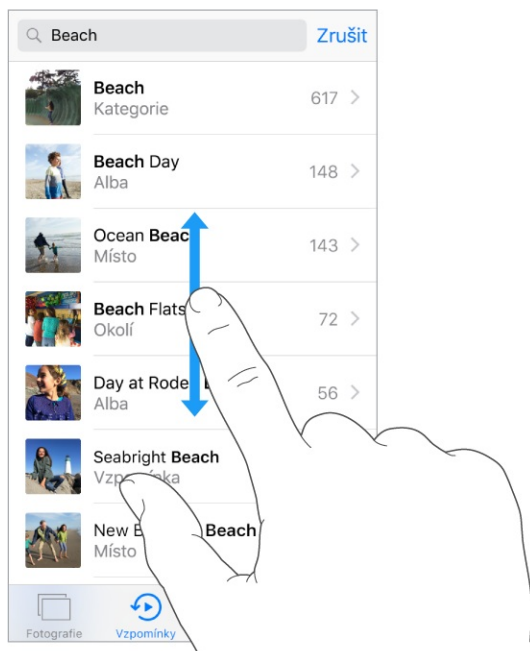 Beach
Zrušit
Beach
Kategorie
617
Beach Day
Alba
148
Ocean Beac
Místo
143
Beach Flats
Okolí
72
Day at Rode
Alba
56
Seabright Beach
Vzpomínka
New B Beach
Místo
Fotografie
Vzpomínky